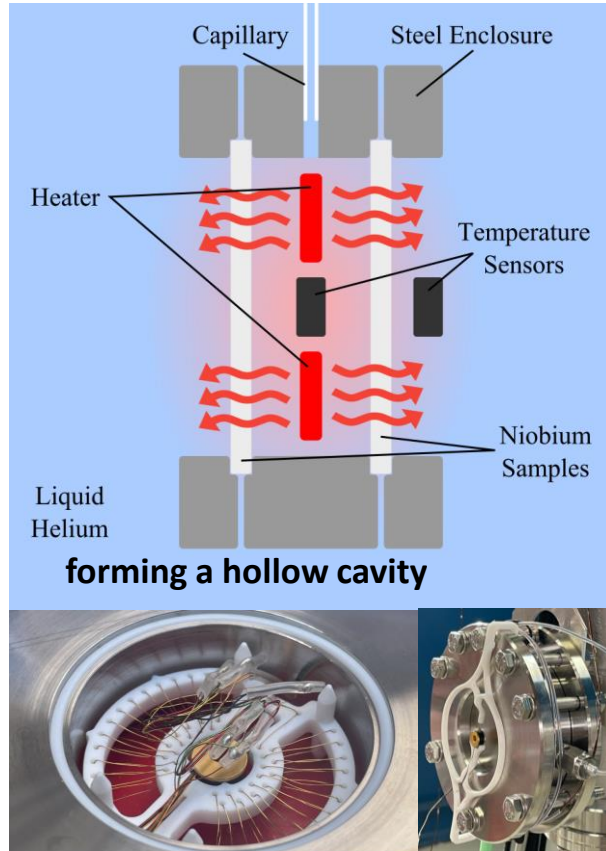 Capillary
Steel Enclosure
Heater
Temperature
Sensors
Niobium
Samples
Liquid
Helium
forming a hollow cavity